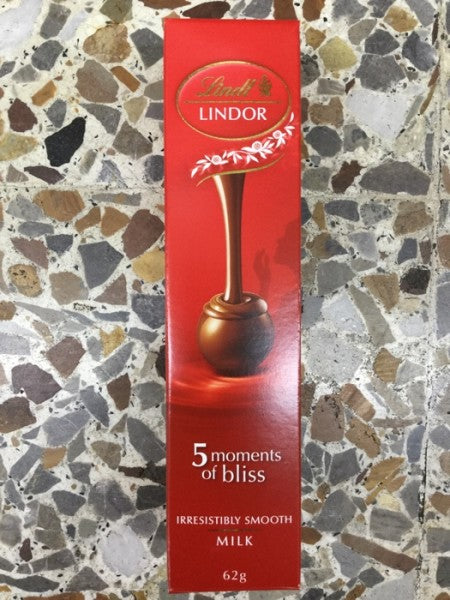 Lindt
LINDOR
5 moments
of bliss
IRRESISTIBLY SMOOTH
MILK
62g